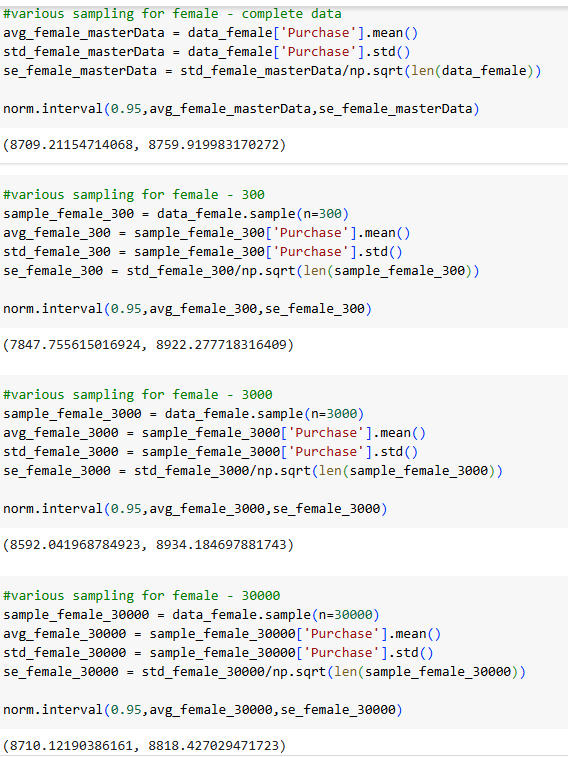 #various sampling for female - complete data
avg_female_masterData = data_female['Purchase'].mean()
std_female_masterData = data_female['Purchase'].std()
se_female_masterData = std_female_masterData/np.sqrt(len(data_female))
norm.interval(0.95,avg_female_masterData,se_female_masterData)
(8709.21154714068, 8759.919983170272)
#various sampling for female - 300
sample_female_300 = data_female.sample(n=300)
avg_female_300 = sample_female_300['Purchase'].mean()
std_female_300 = sample_female_300['Purchase'].std()
se_female_300 = std_female_300/np.sqrt(len(sample_female_300))
norm.interval(0.95,avg_female_300,se_female_300)
(7847.755615016924, 8922.277718316409)
#various sampling for female - 3000
sample_female_3000 = data_female.sample(n=3000)
avg_female_3000 = sample_female_3000['Purchase'].mean()
std_female_3000 = sample_female_3000['Purchase'].std()
se_female_3000 = std_female_3000/np.sqrt(len(sample_female_3000))
norm.interval(0.95,avg_female_3000,se_female_3000)
(8592.041968784923, 8934.184697881743)
#various sampling for female - 30000
sample_female_30000 = data_female.sample(n=30000)
avg_female_30000 = sample_female_30000['Purchase'].mean()
std_female_30000 = sample_female_30000['Purchase'].std()
se_female_30000 = std_female_30000/np.sqrt(len(sample_female_30000))
norm.interval(0.95,avg_female_30000,se_female_30000)
(8710.12190386161, 8818.427029471723)